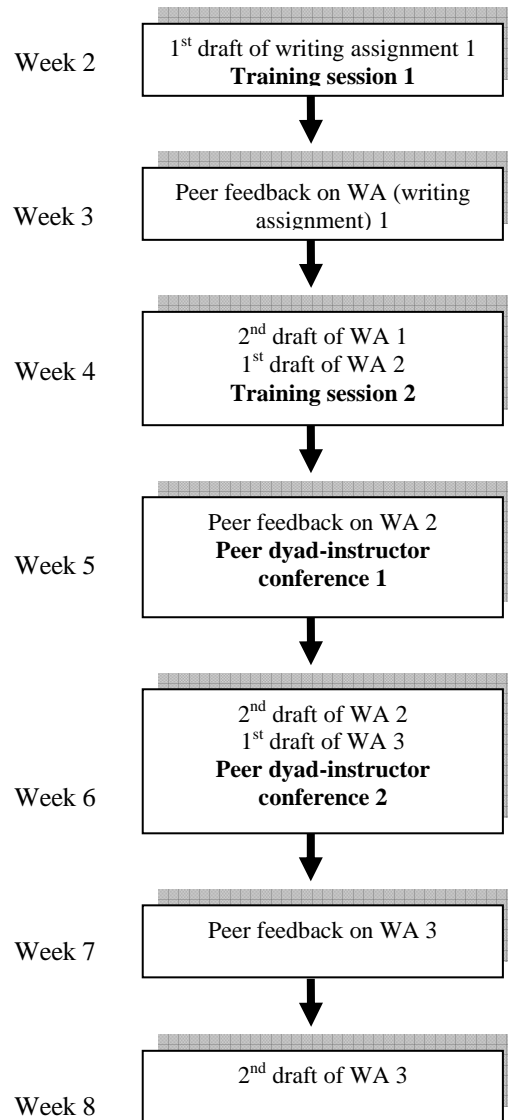 Week 2
1st draft of writing assignment 1
Training session 1
Week 3
Peer feedback on WA (writing
assignment) 1
Week 4
2nd draft of WA 1
1st draft of WA 2
Training session 2
Week 5
Peer feedback on WA 2
Peer dyad-instructor
conference 1
Week 6
2nd draft of WA 2
1st draft of WA 3
Peer dyad-instructor
conference 2
Week 7
Peer feedback on WA 3
Week 8
2nd draft of WA 3